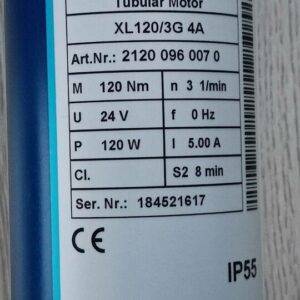 Tubular Motor
XL120/3G 4A
Art.Nr.: 2120 096 007 0
M 120 Nm n 3 1/min
U 24 V f 0 Hz
P 120 W I 5.00 A
Cl. S2 8 min
Ser. Nr.: 184521617
CE IP55